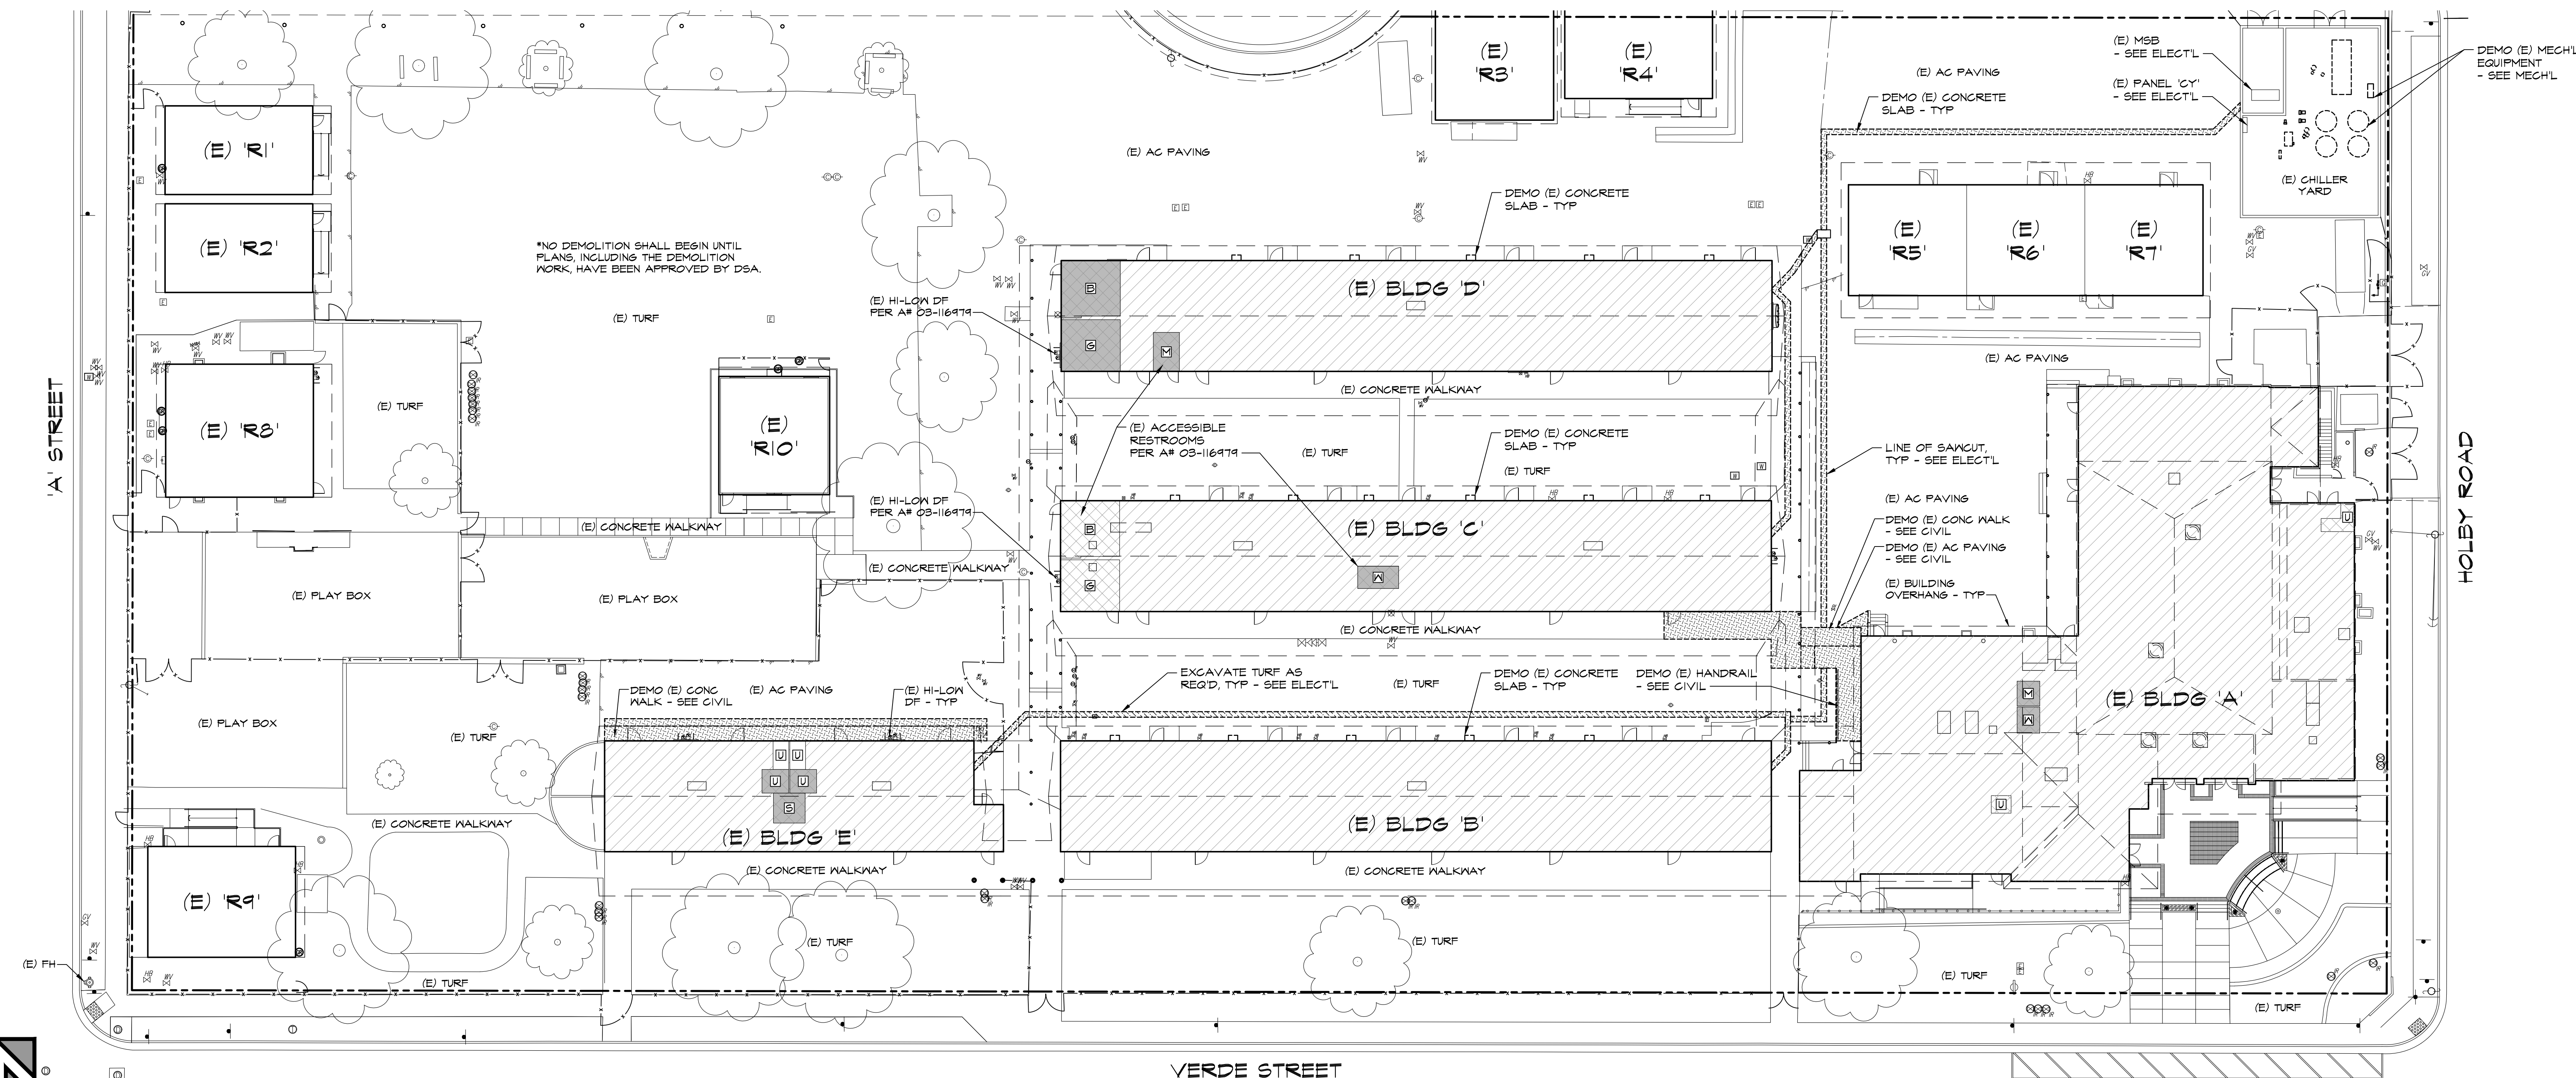 (E) 'R3'
(E) 'R4'
(E) MSB
- SEE ELECT'L
DEMO (E) MECH'L
EQUIPMENT
- SEE MECH'L
(E) AC PAVING
(E) PANEL 'CY'
- SEE ELECT'L
DEMO (E) CONCRETE
SLAB - TYP
(E) 'R1'
(E) AC PAVING
(E) CHILLER
YARD
DEMO (E) CONCRETE
SLAB - TYP
(E) 'R2'
*NO DEMOLITION SHALL BEGIN UNTIL
PLANS, INCLUDING THE DEMOLITION
WORK, HAVE BEEN APPROVED BY DSA.
(E) 'R5'
(E) 'R6'
(E) 'R7'
(E) HI-LOW DF
PER A# 03-116979
(E) BLDG 'D'
B
G
M
(E) TURF
(E) AC PAVING
'A' STREET
(E) CONCRETE WALKWAY
(E) TURF
(E) 'R8'
(E) 'R10'
(E) ACCESSIBLE
RESTROOMS
PER A# 03-116979
(E) TURF
DEMO (E) CONCRETE
SLAB - TYP
(E) TURF
LINE OF SAWCUT,
TYP - SEE ELECT'L
HOLBY ROAD
(E) HI-LOW DF
PER A# 03-116979
(E) AC PAVING
DEMO (E) CONC WALK
- SEE CIVIL
DEMO (E) AC PAVING
- SEE CIVIL
(E) BUILDING
OVERHANG - TYP
(E) CONCRETE WALKWAY
(E) BLDG 'C'
B
G
W
(E) CONCRETE WALKWAY
(E) PLAY BOX
(E) PLAY BOX
(E) CONCRETE WALKWAY
EXCAVATE TURF AS
REQ'D, TYP - SEE ELECT'L
(E) TURF
DEMO (E) CONCRETE
SLAB - TYP
DEMO (E) HANDRAIL
- SEE CIVIL
DEMO (E) CONC
WALK - SEE CIVIL
(E) AC PAVING
(E) HI-LOW
DF - TYP
M
W
(E) BLDG 'A'
U
U
(E) PLAY BOX
(E) TURF
U U
U U
S
(E) BLDG 'E'
(E) BLDG 'B'
(E) CONCRETE WALKWAY
(E) CONCRETE WALKWAY
(E) CONCRETE WALKWAY
(E) 'R9'
(E) TURF
(E) TURF
(E) FH
(E) TURF
(E) TURF
(E) TURF
VERDE STREET